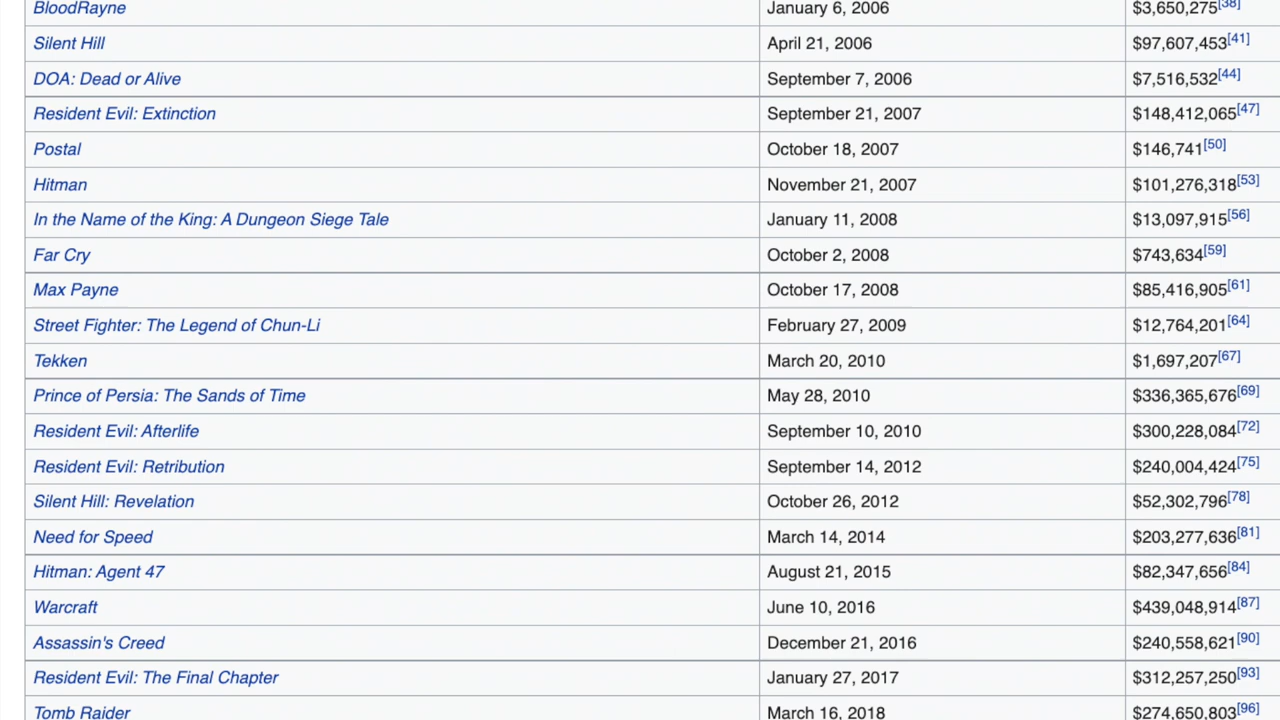 BloodRayne January 6, 2006 $3,650,275[38]
Silent Hill April 21, 2006 $97,607,453[41]
DOA: Dead or Alive September 7, 2006 $7,516,532[44]
Resident Evil: Extinction September 21, 2007 $148,412,065[47]
Postal October 18, 2007 $146,741[50]
Hitman November 21, 2007 $101,276,318[53]
In the Name of the King: A Dungeon Siege Tale January 11, 2008 $13,097,915[56]
Far Cry October 2, 2008 $743,634[59]
Max Payne October 17, 2008 $85,416,905[61]
Street Fighter: The Legend of Chun-Li February 27, 2009 $12,764,201[64]
Tekken March 20, 2010 $1,697,207[67]
Prince of Persia: The Sands of Time May 28, 2010 $336,365,676[69]
Resident Evil: Afterlife September 10, 2010 $300,228,084[72]
Resident Evil: Retribution September 14, 2012 $240,004,424[75]
Silent Hill: Revelation October 26, 2012 $52,302,796[78]
Need for Speed March 14, 2014 $203,277,636[81]
Hitman: Agent 47 August 21, 2015 $82,347,656[84]
Warcraft June 10, 2016 $439,048,914[87]
Assassin's Creed December 21, 2016 $240,558,621[90]
Resident Evil: The Final Chapter January 27, 2017 $312,257,250[93]
Tomb Raider March 16, 2018 $274,650,803[96]